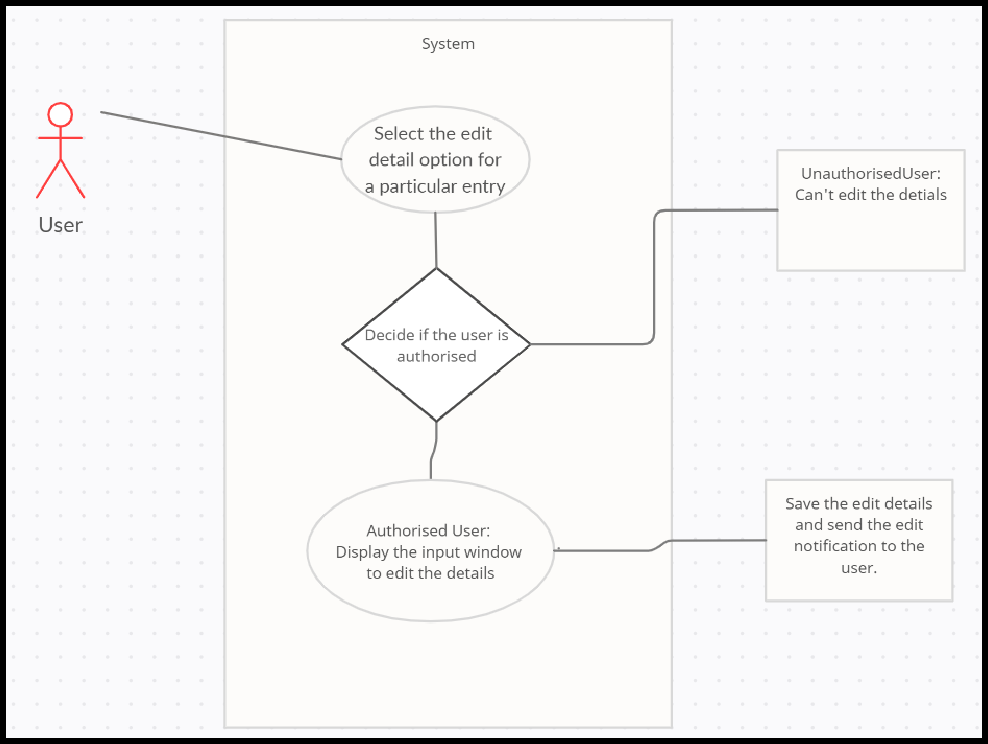 System
Select the edit
detail option for
a particular entry
User
UnauthorisedUser:
Can't edit the detials
Decide if the user is
authorised
Authorised User:
Display the input window
to edit the details
Save the edit details
and send the edit
notification to the
user.